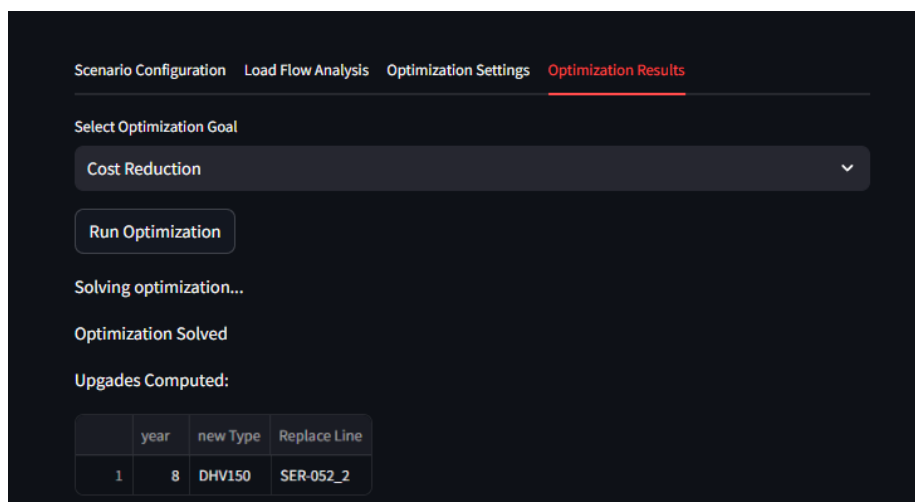 Scenario Configuration Load Flow Analysis Optimization Settings Optimization Results
Select Optimization Goal
Cost Reduction
Run Optimization
Solving optimization...
Optimization Solved
Upgades Computed:
year new Type Replace Line
1 8 DHV150 SER-052_2